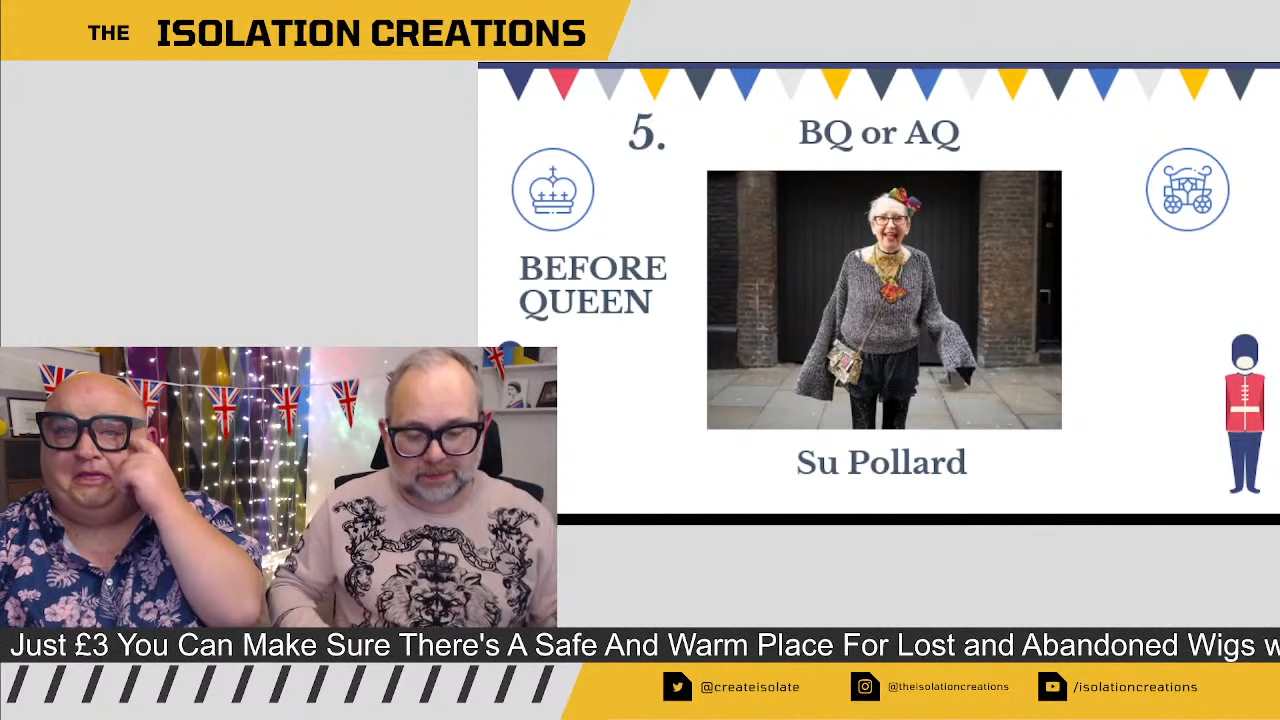 THE ISOLATION CREATIONS
5.
BQ or AQ
BEFORE
QUEEN
Su Pollard
Just £3 You Can Make Sure There's A Safe And Warm Place For Lost and Abandoned Wigs w
@createisolate
@theisolationcreations
/isolationcreations